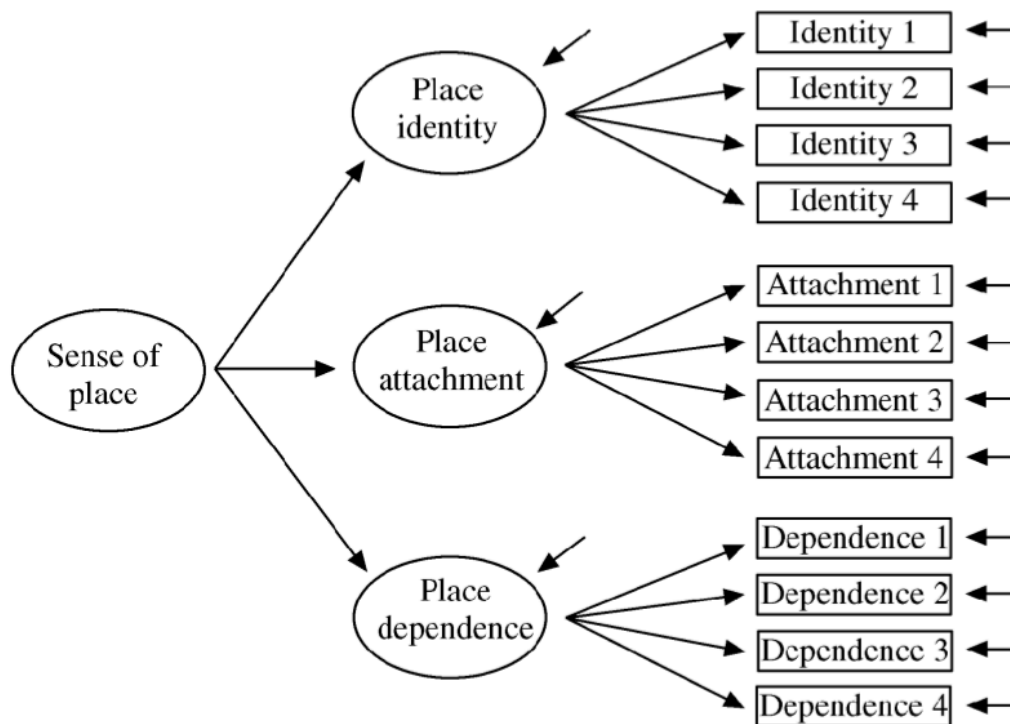 Place
identity
Identity 1
Identity 2
Identity 3
Identity 4
Sense of
place
Place
attachment
Attachment 1
Attachment 2
Attachment 3
Attachment 4
Place
dependence
Dependence 1
Dependence 2
Dependence 3
Dependence 4